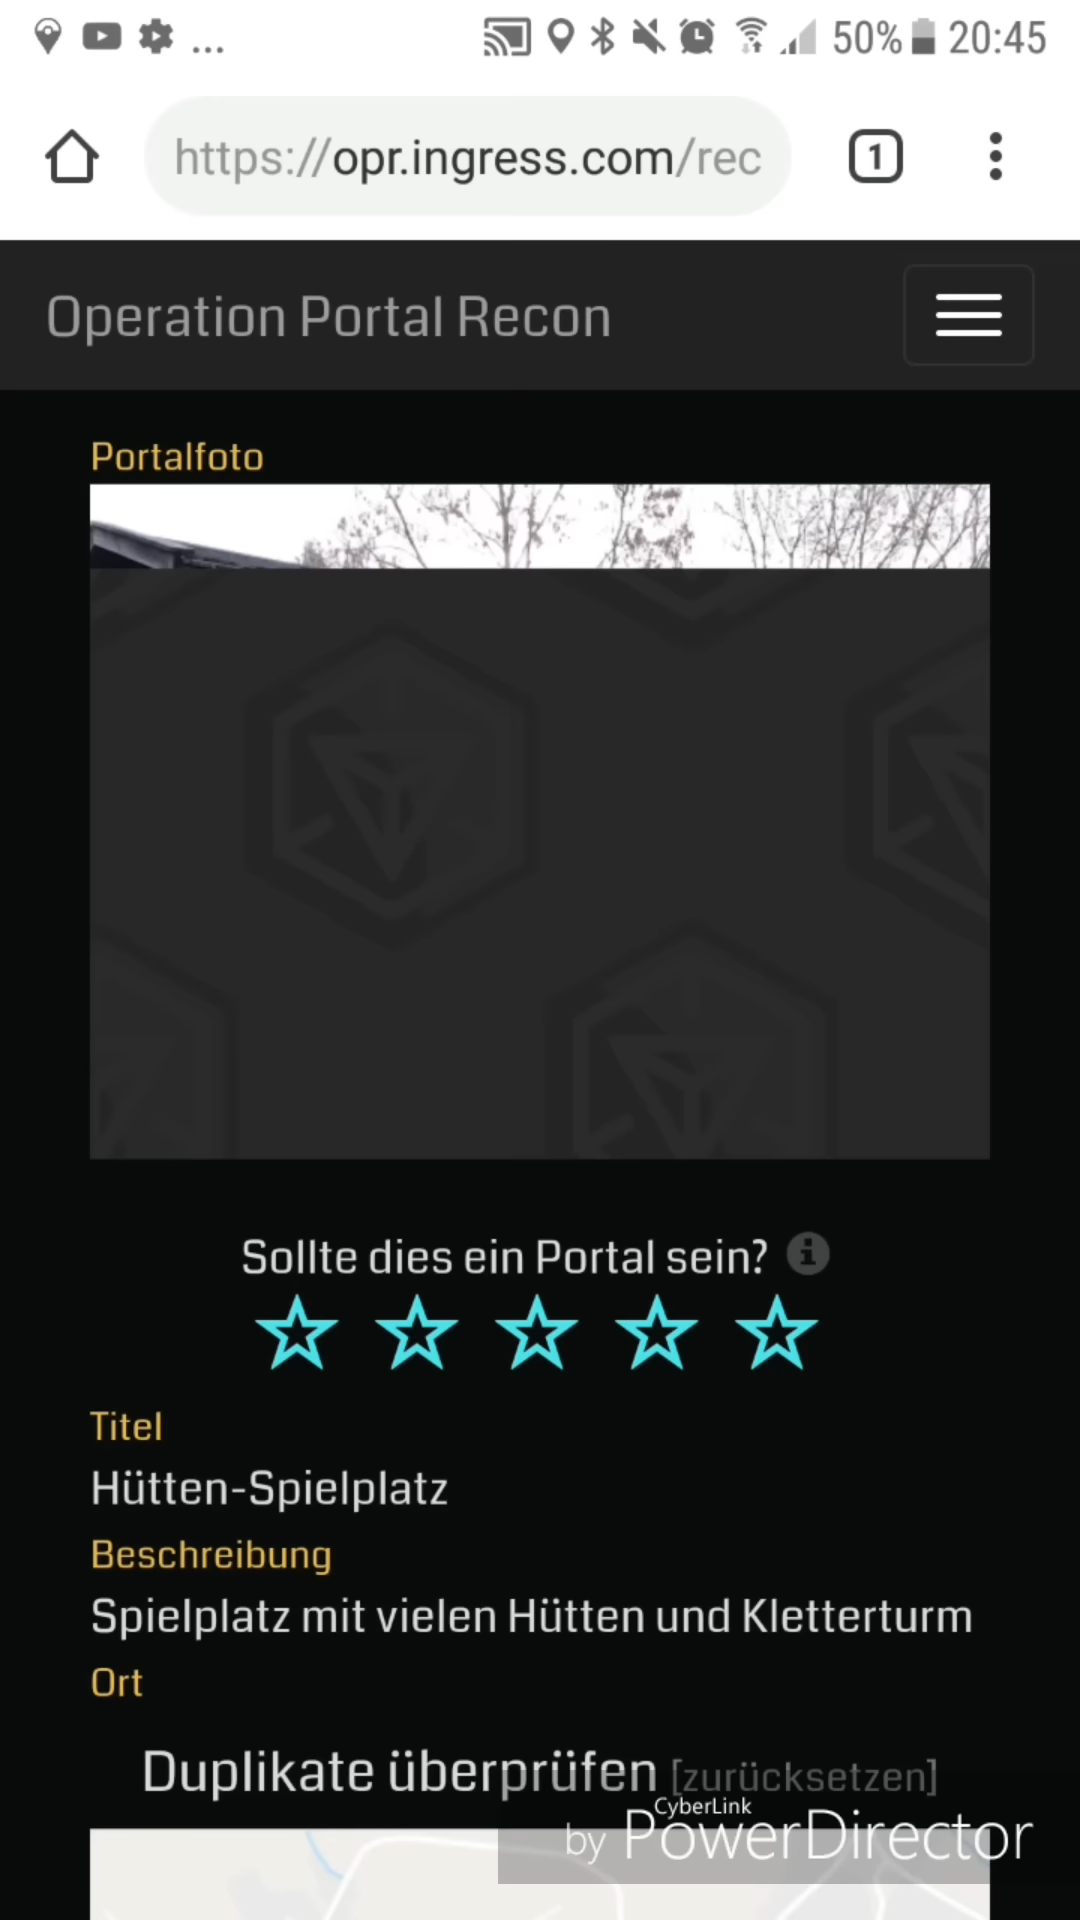 50% 20:45
https://opr.ingress.com/rec
1
Operation Portal Recon
Portalfoto
Sollte dies ein Portal sein?
Titel
Hütten-Spielplatz
Beschreibung
Spielplatz mit vielen Hütten und Kletterturm
Ort
Duplikate überprüfen [zurücksetzen]
CyberLink
by PowerDirector